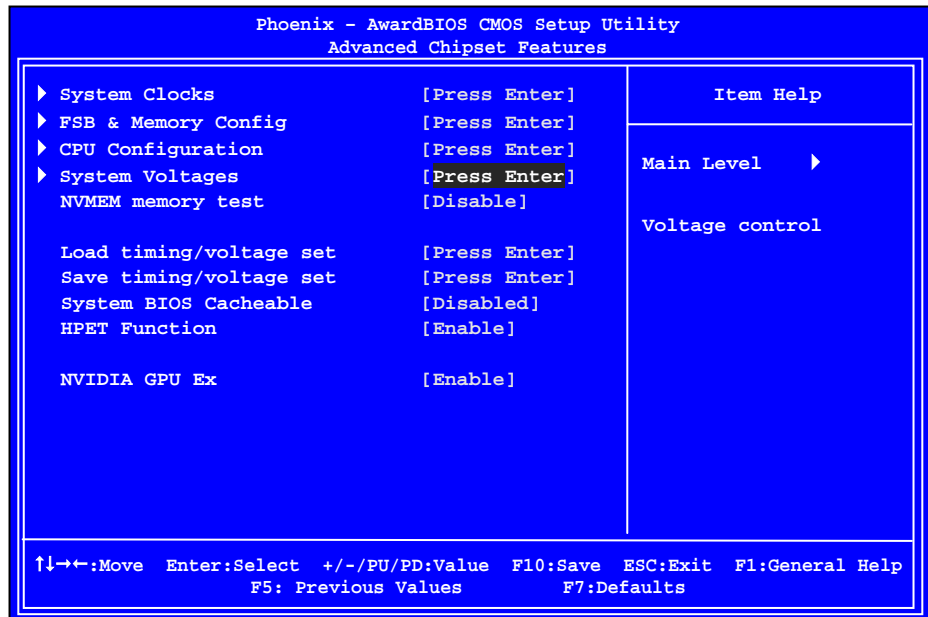 Phoenix – AwardBIOS CMOS Setup Utility
Advanced Chipset Features
System Clocks [Press Enter]
FSB & Memory Config [Press Enter]
CPU Configuration [Press Enter]
System Voltages [Press Enter]
NVMEM memory test [Disable]
Load timing/voltage set [Press Enter]
Save timing/voltage set [Press Enter]
System BIOS Cacheable [Disabled]
HPET Function [Enable]
NVIDIA GPU Ex [Enable]
Item Help
Main Level
Voltage control
↑↓→←:Move Enter:Select +/-/PU/PD:Value F10:Save ESC:Exit F1:General Help
F5: Previous Values F7:Defaults